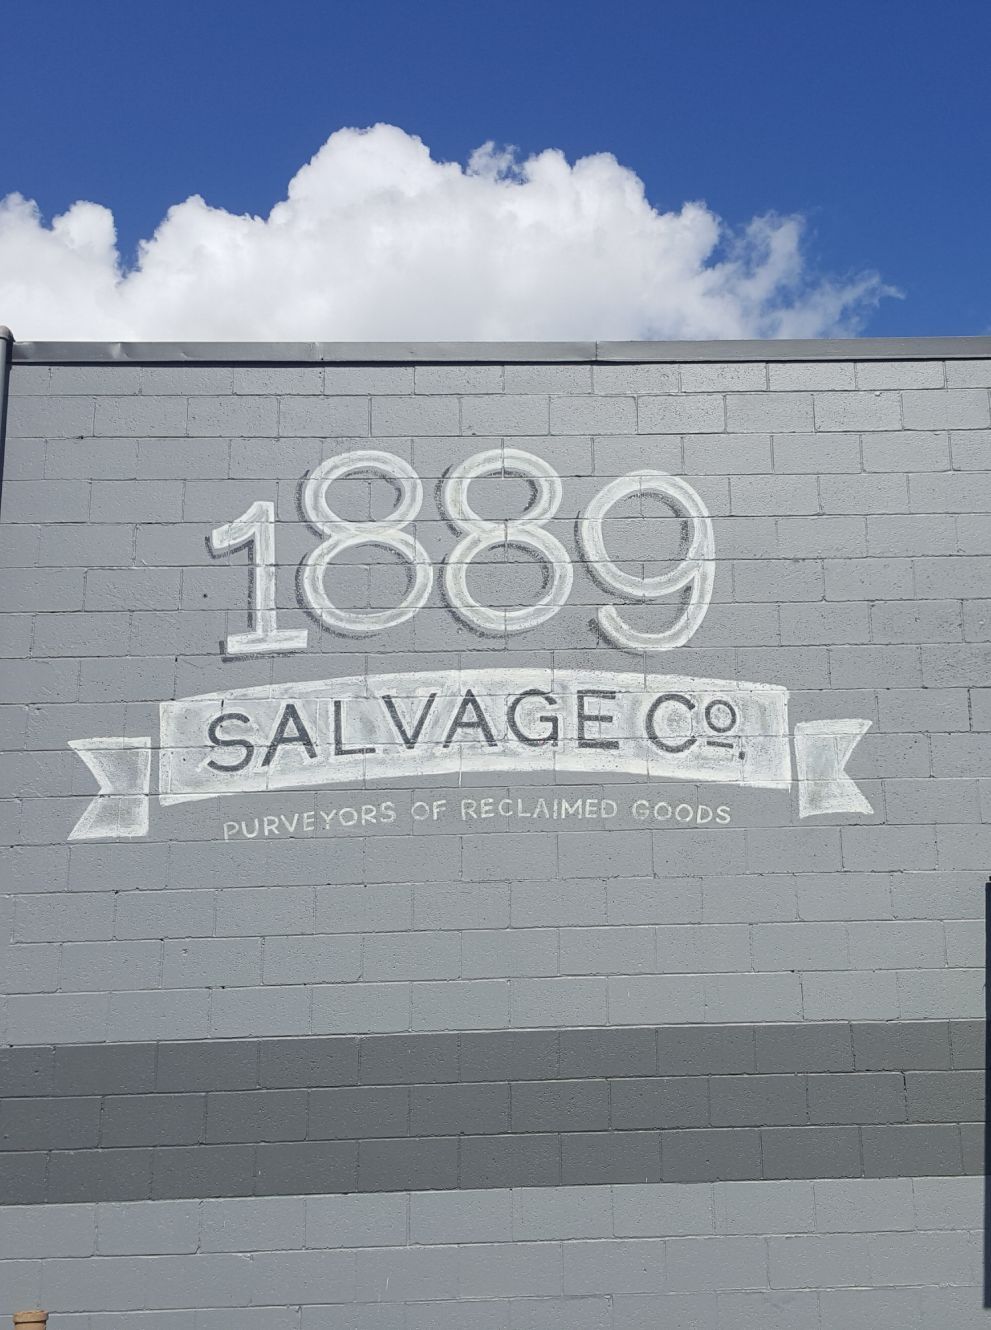 1889
SALVAGE Co.
PURVEYORS OF RECLAIMED GOODS